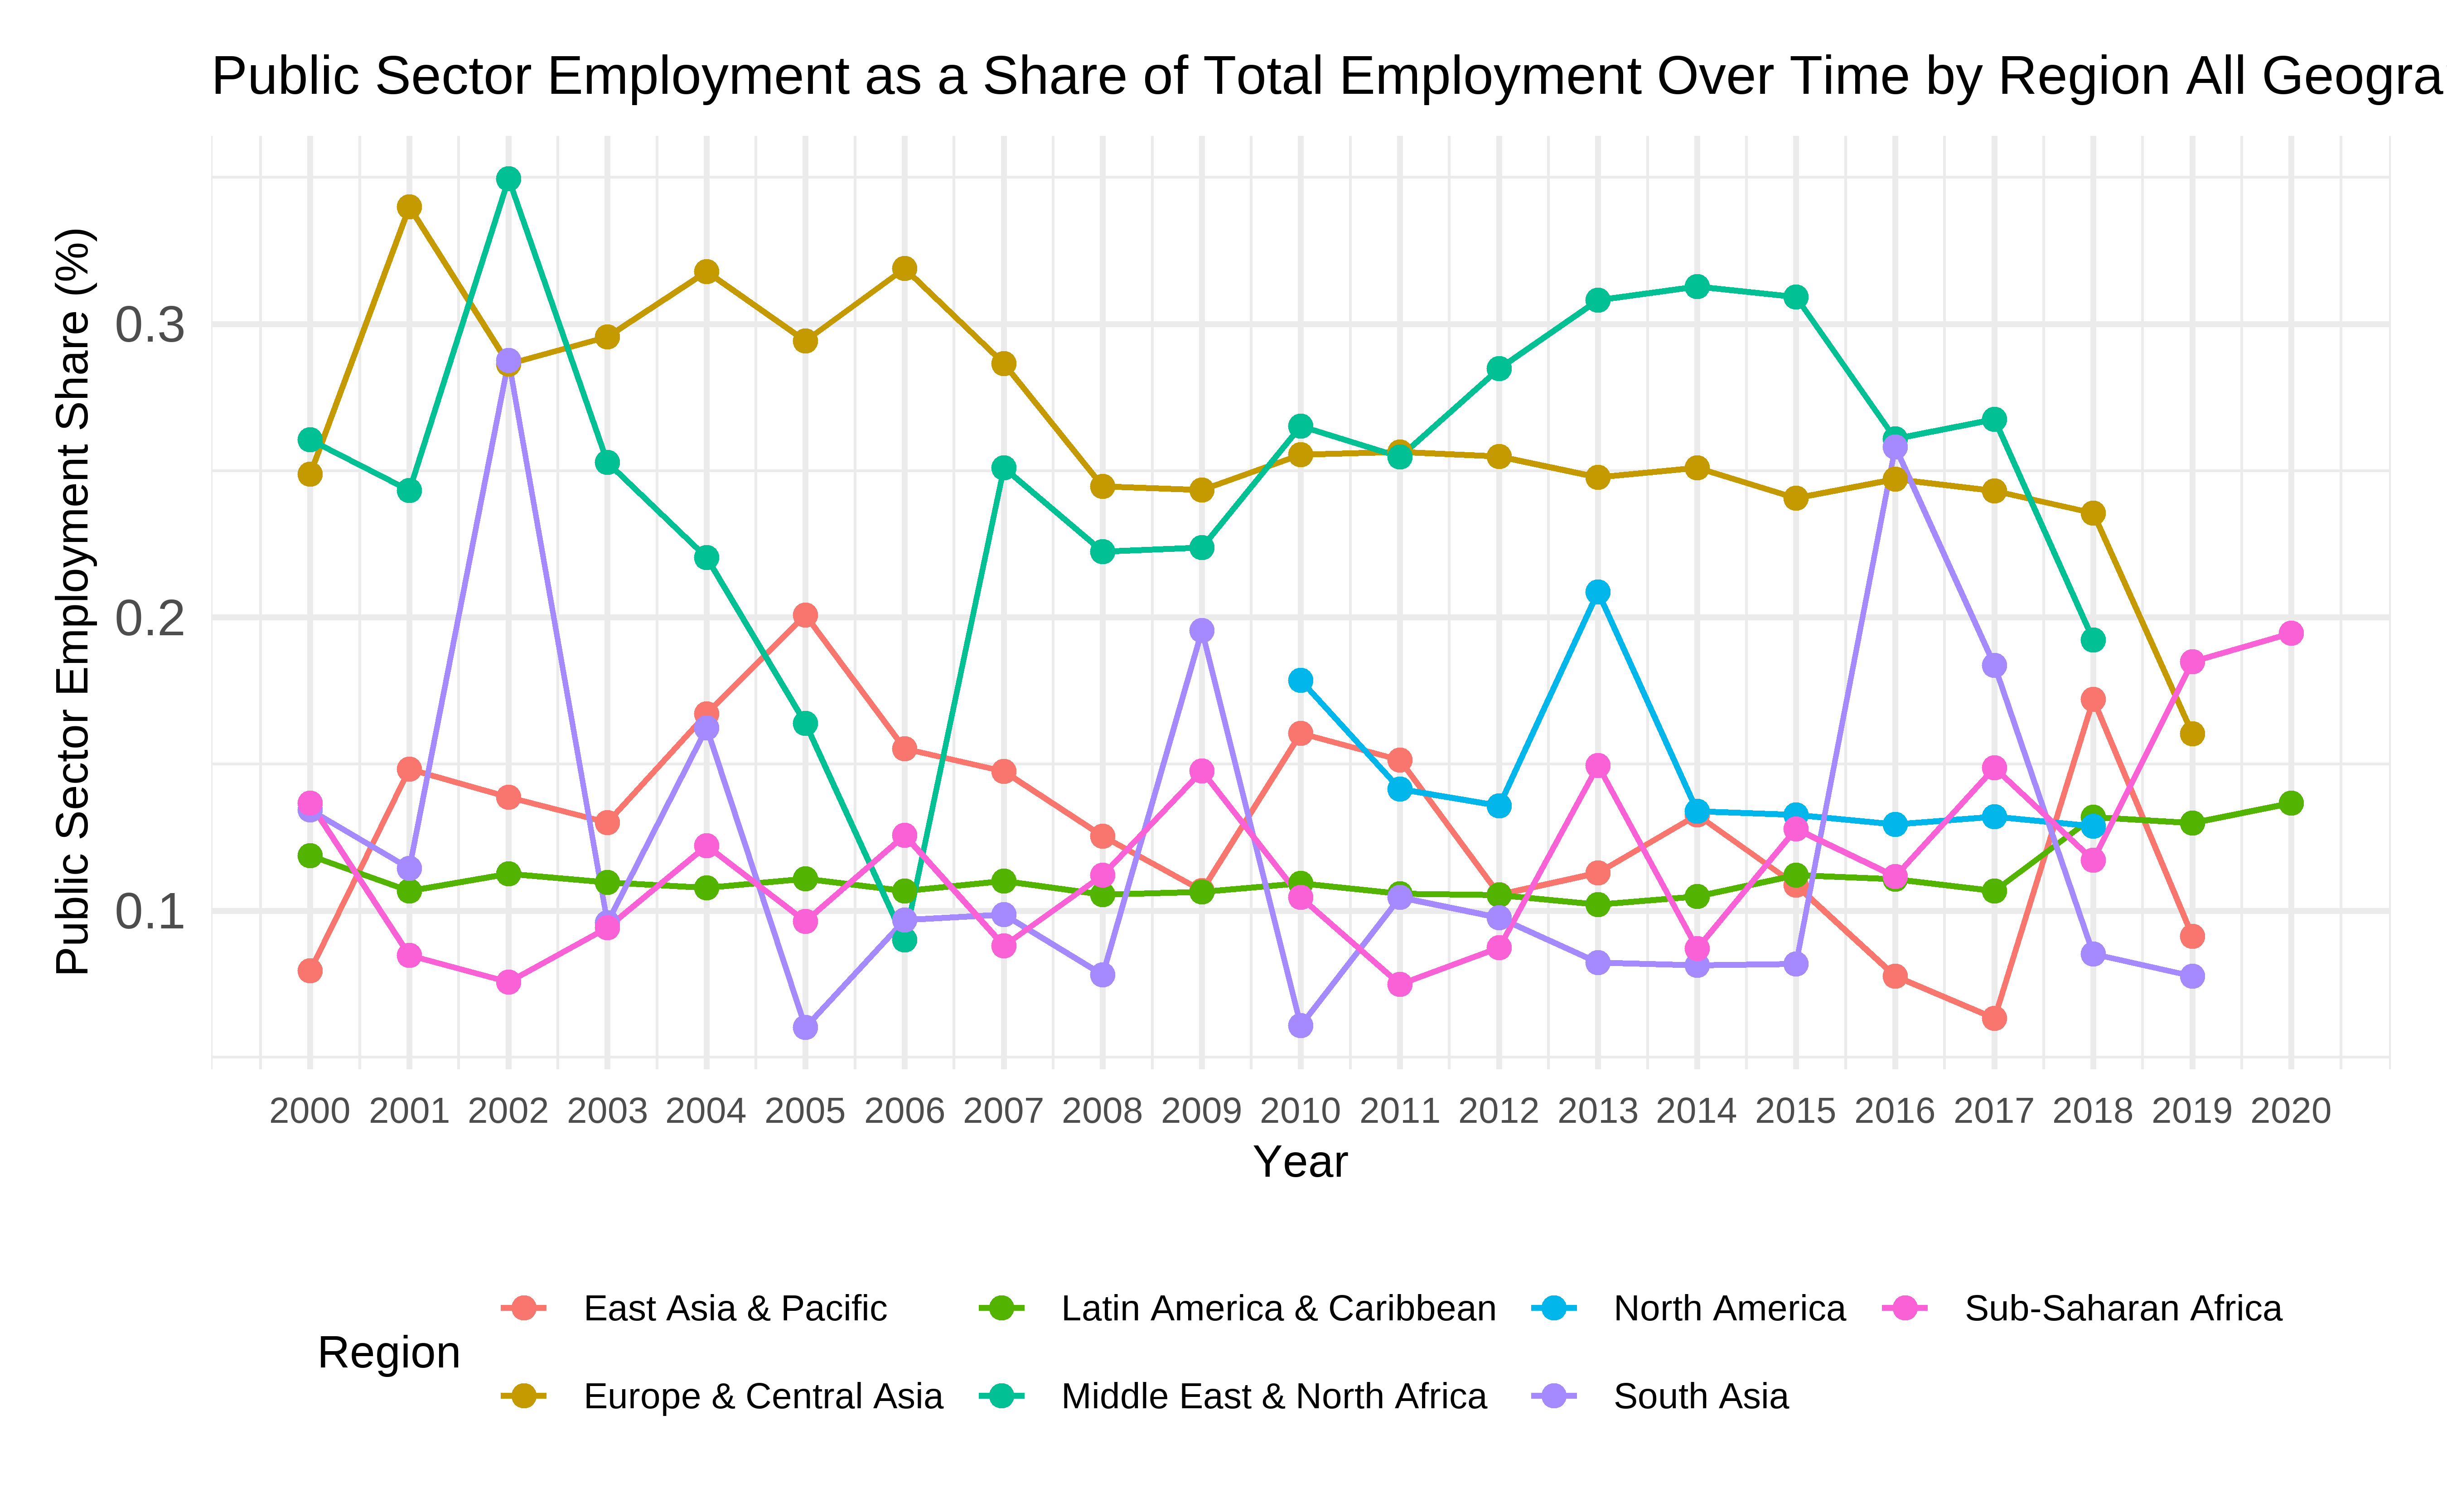 Public Sector Employment as a Share of Total Employment Over Time by Region All Geogra
Public Sector Employment Share (%)
0.3
0.2
0.1
2000 2001 2002 2003 2004 2005 2006 2007 2008 2009 2010 2011 2012 2013 2014 2015 2016 2017 2018 2019 2020
Year
Region
East Asia & Pacific
Europe & Central Asia
Latin America & Caribbean
Middle East & North Africa
North America
South Asia
Sub-Saharan Africa